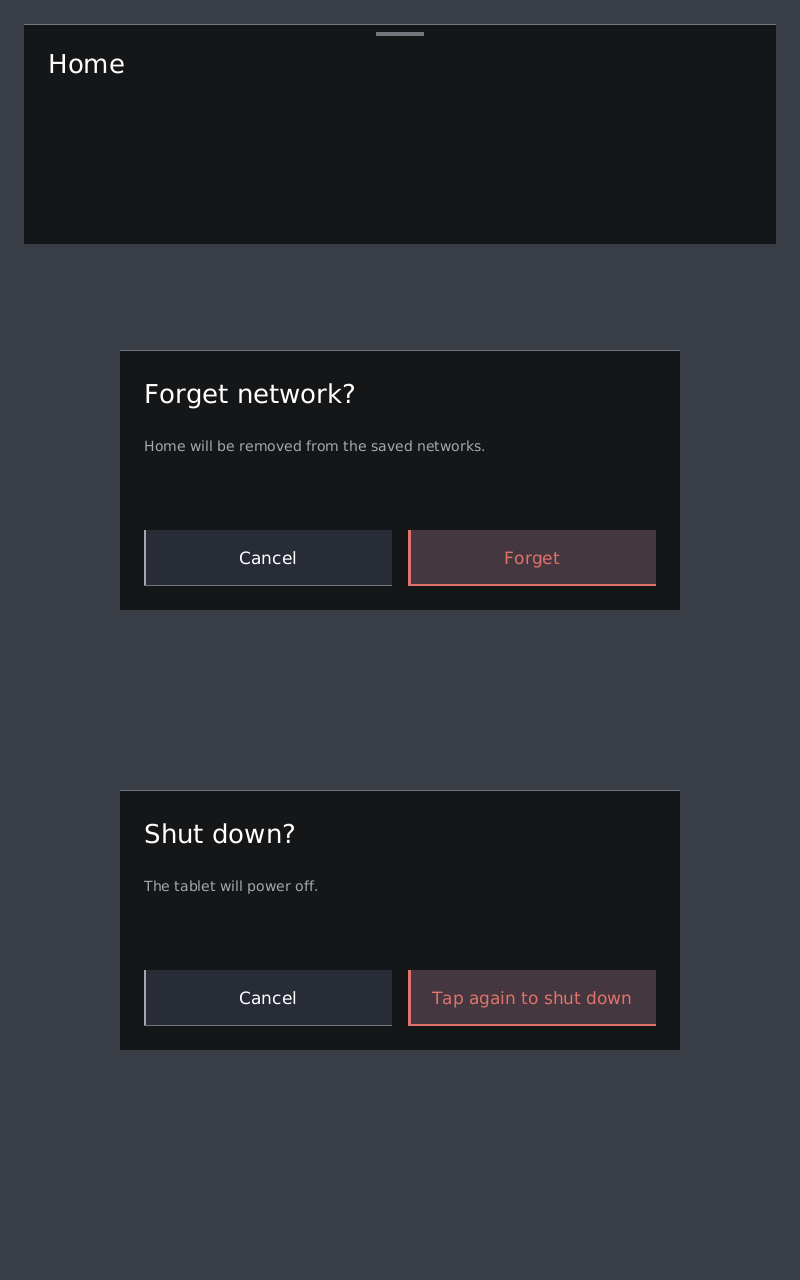 Home
Forget network?
Home will be removed from the saved networks.
Cancel
Forget
Shut down?
The tablet will power off.
Cancel
Tap again to shut down